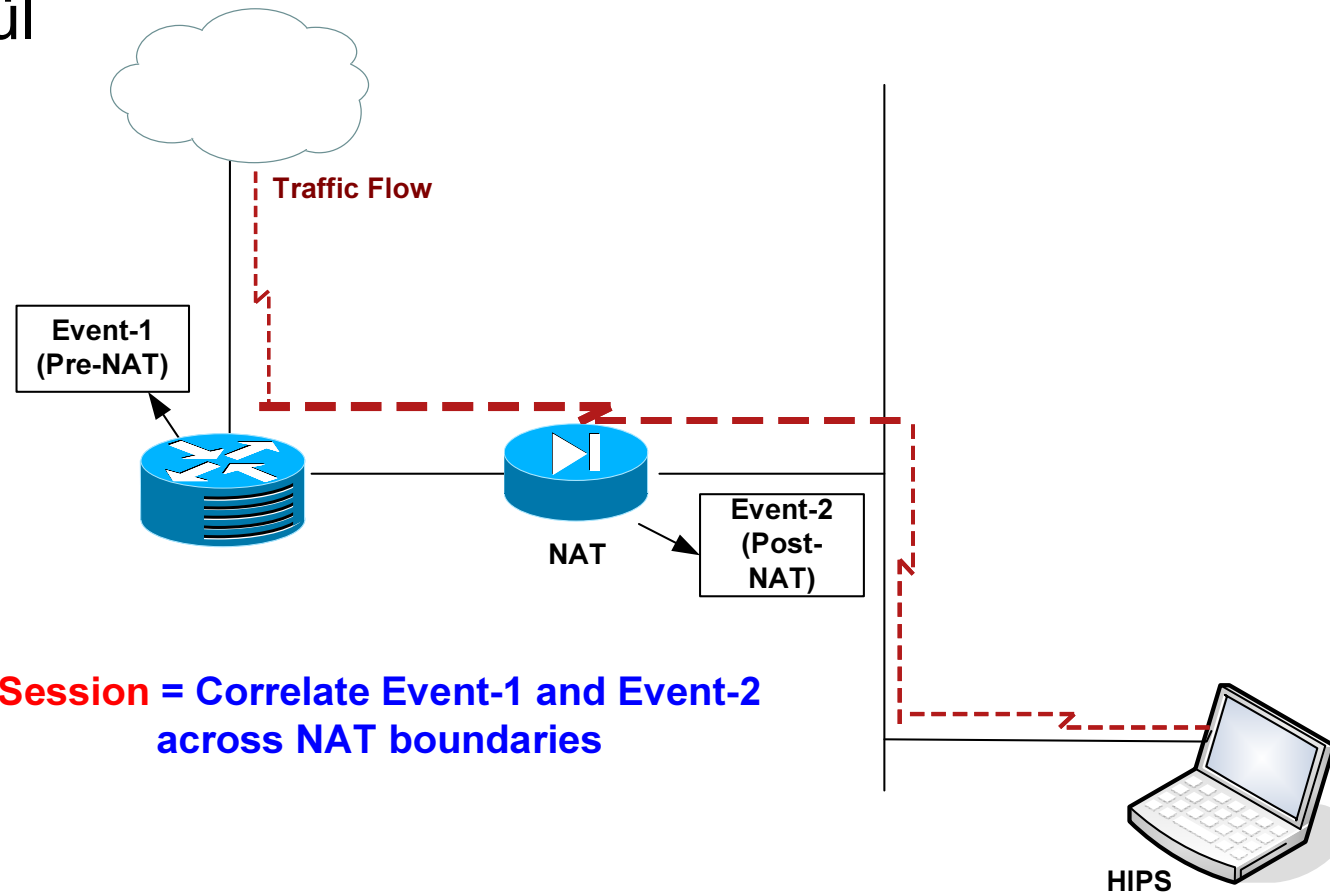 Traffic Flow
Event-1
(Pre-NAT)
NAT
Event-2
(Post-
NAT)
Session = Correlate Event-1 and Event-2
across NAT boundaries
HIPS